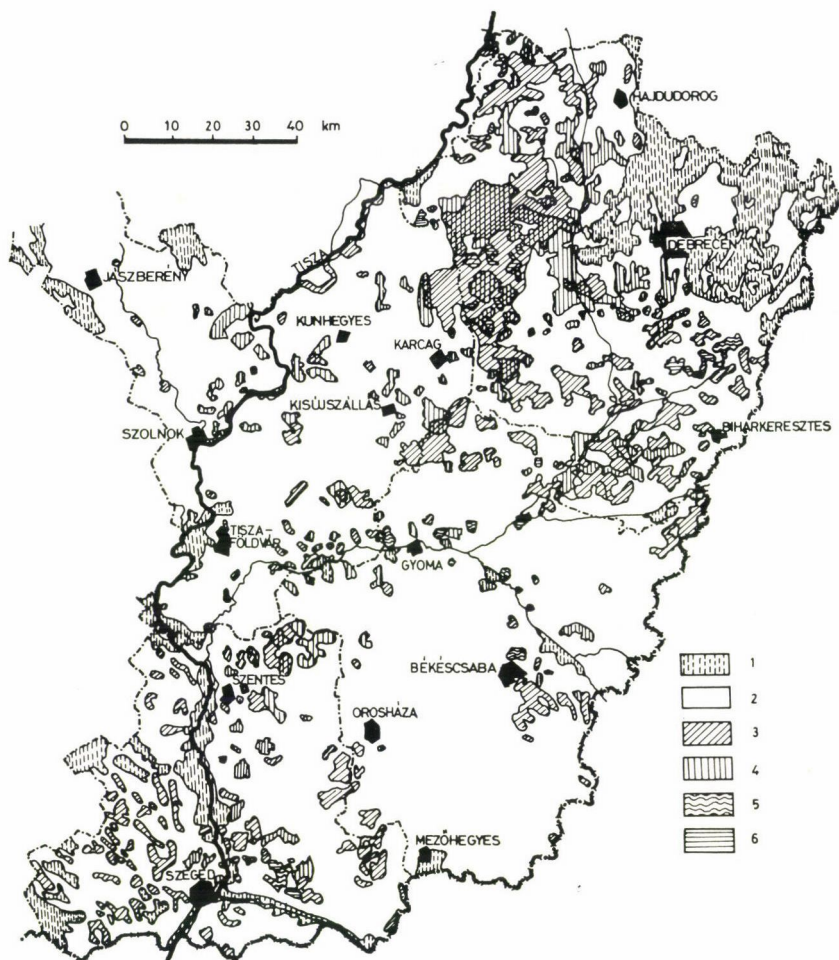 HAJDUDOROG
0 10 20 30 40 km
DEBRECEN
TISZA
JÁSZBERÉNY
KUNHEGYES
KARCAG
KISÚJSZÁLLÁS
BIHARKERESZTES
SZOLNOK
TISZA-
FÖLDVÁR
GYOMA
1
BÉKÉSCSABA
SZENTES
2
OROSHÁZA
3
4
5
MEZŐHEGYES
6
SZEGED